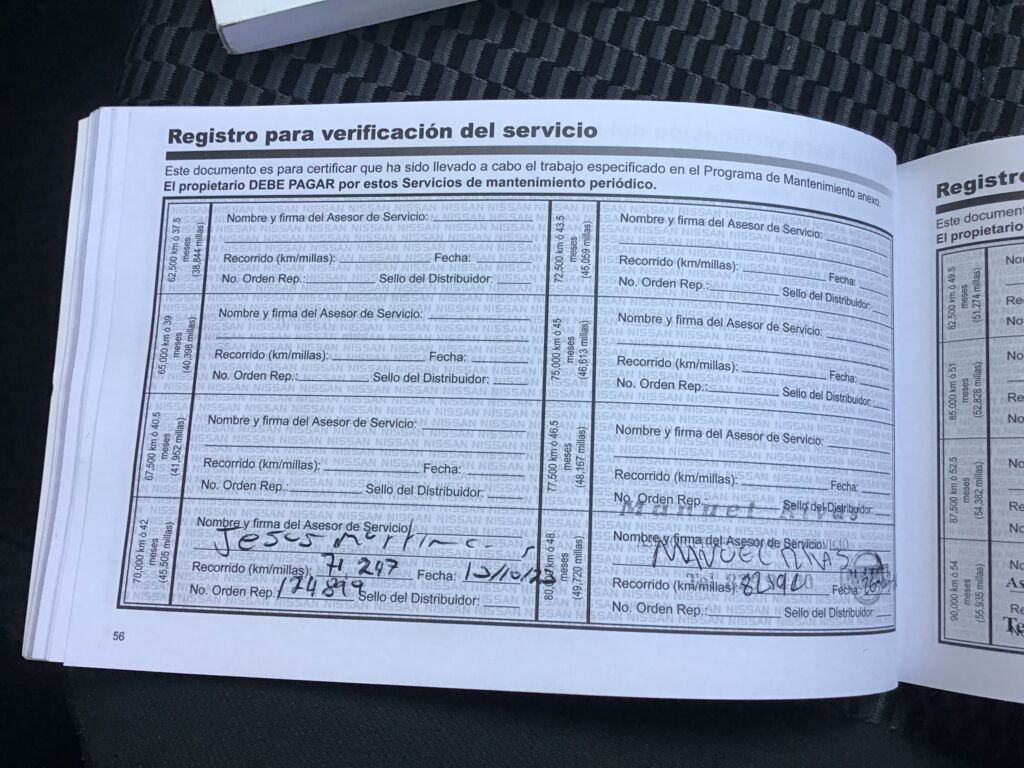 Registro para verificación del servicio
Este documento es para certificar que ha sido llevado a cabo el trabajo especificado en el Programa de Mantenimiento anexo.
El propietario DEBE PAGAR por estos Servicios de mantenimiento periódico.
62,500 km ó 37.5
meses
(38,844 millas)
Nombre y firma del Asesor de Servicio:
Recorrido (km/millas): Fecha:
No. Orden Rep.: Sello del Distribuidor:
65,000 km ó 39
meses
(40,398 millas)
Nombre y firma del Asesor de Servicio:
Recorrido (km/millas): Fecha:
No. Orden Rep.: Sello del Distribuidor:
67,500 km ó 40.5
meses
(41,952 millas)
Nombre y firma del Asesor de Servicio:
Recorrido (km/millas): Fecha:
No. Orden Rep.: Sello del Distribuidor:
70,000 km ó 42
meses
(45,505 millas)
Nombre y firma del Asesor de Servicio
Jesus
Recorrido (km/millas): 71 247 Fecha: 12/10/23
No. Orden Rep.: 174899 Sello del Distribuidor:
72,500 km ó 43.5
meses
(45,059 millas)
Nombre y firma del Asesor de Servicio:
Recorrido (km/millas): Fecha:
No. Orden Rep.: Sello del Distribuidor:
75,000 km ó 45
meses
(46,613 millas)
Nombre y firma del Asesor de Servicio:
Recorrido (km/millas): Fecha:
No. Orden Rep.: Sello del Distribuidor:
77,500 km ó 46.5
meses
(48,167 millas)
Nombre y firma del Asesor de Servicio:
Recorrido (km/millas): Fecha:
No. Orden Rep.: Sello del Distribuidor:
Manuel Rivas
km ó 48
meses
(49,720 millas)
Nombre y firma del Asesor de Servicio
MANUEL
Recorrido (km/millas): Fecha:
No. Orden Rep.: Sello del Distribuidor:
56
Registro
Este document
El propietario
82,500 km ó 49.5
meses
(51,274 millas)
85,000 km ó 51
meses
(52,828 millas)
87,500 km ó 52.5
meses
(54,382 millas)
90,000 km ó 54
meses
(55,935 millas)